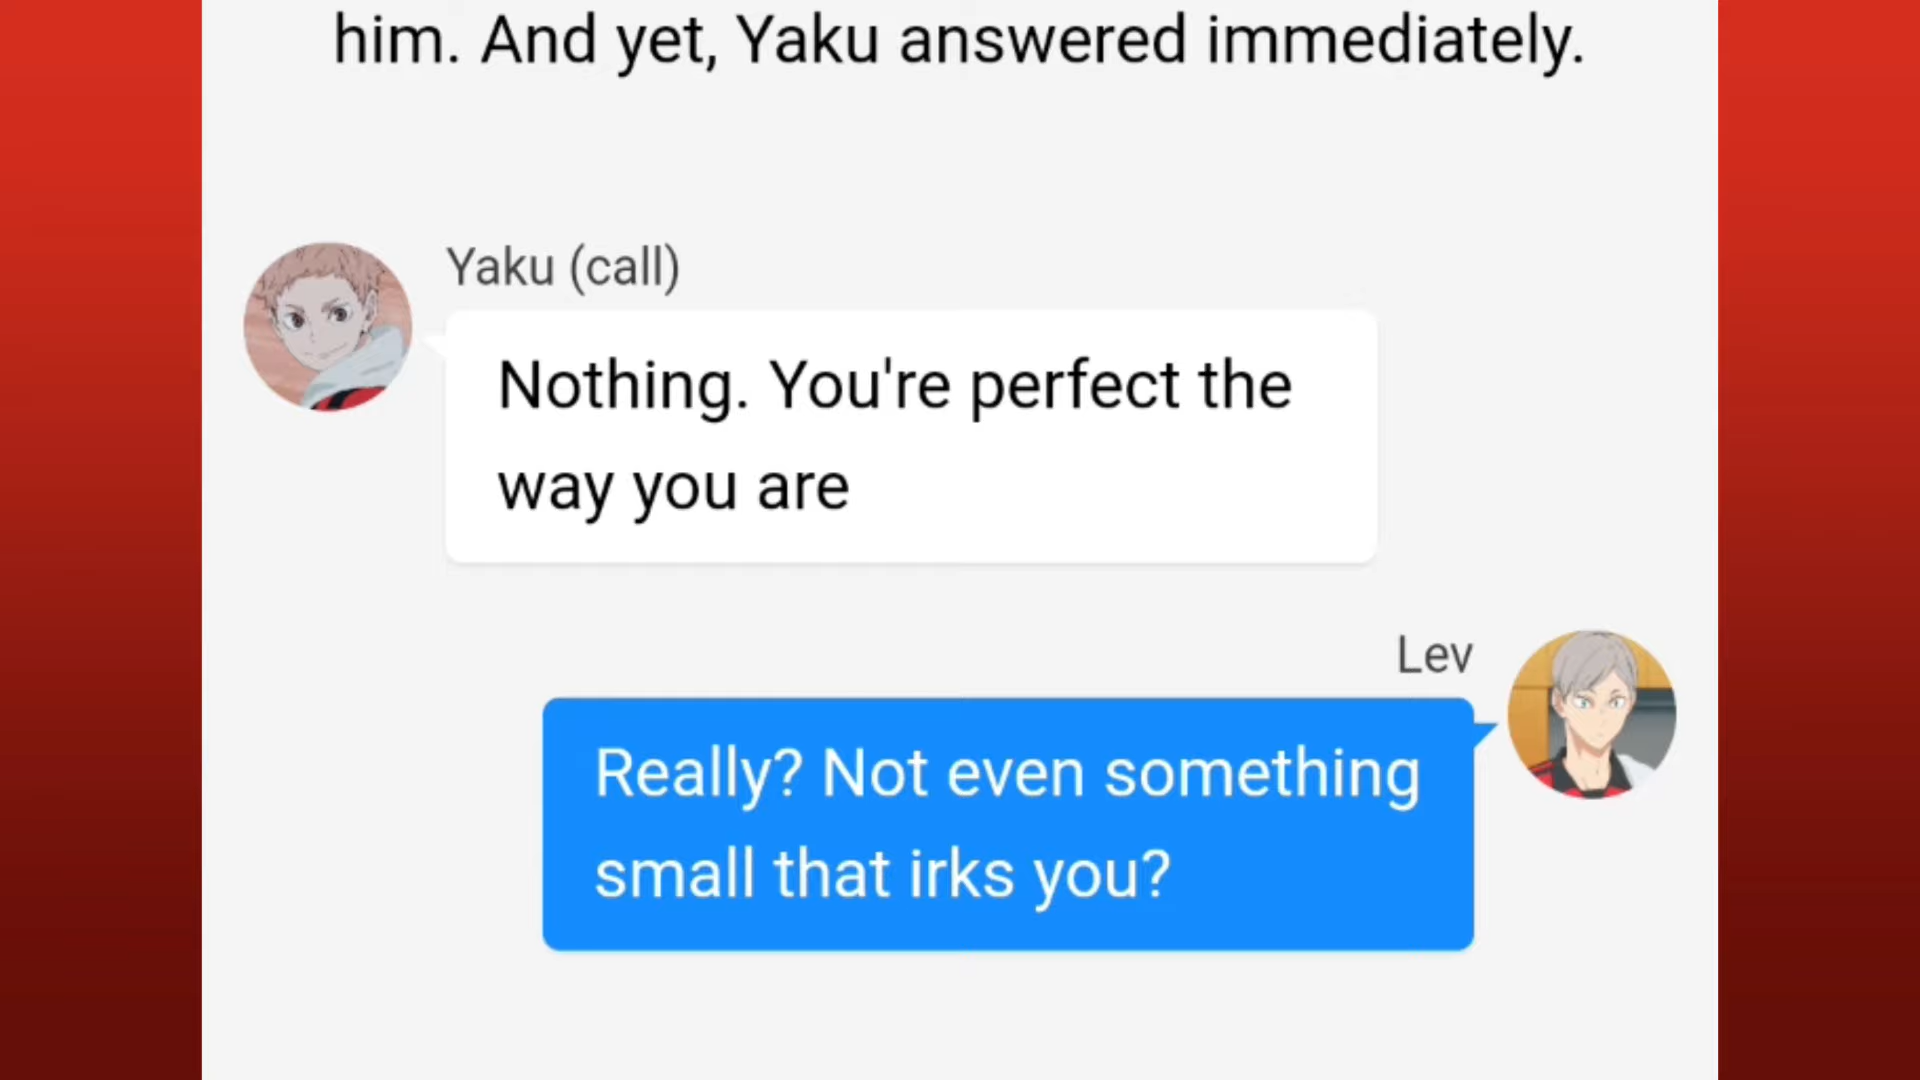 him. And yet, Yaku answered immediately.
Yaku (call)
Nothing. You're perfect the
way you are
Lev
Really? Not even something
small that irks you?